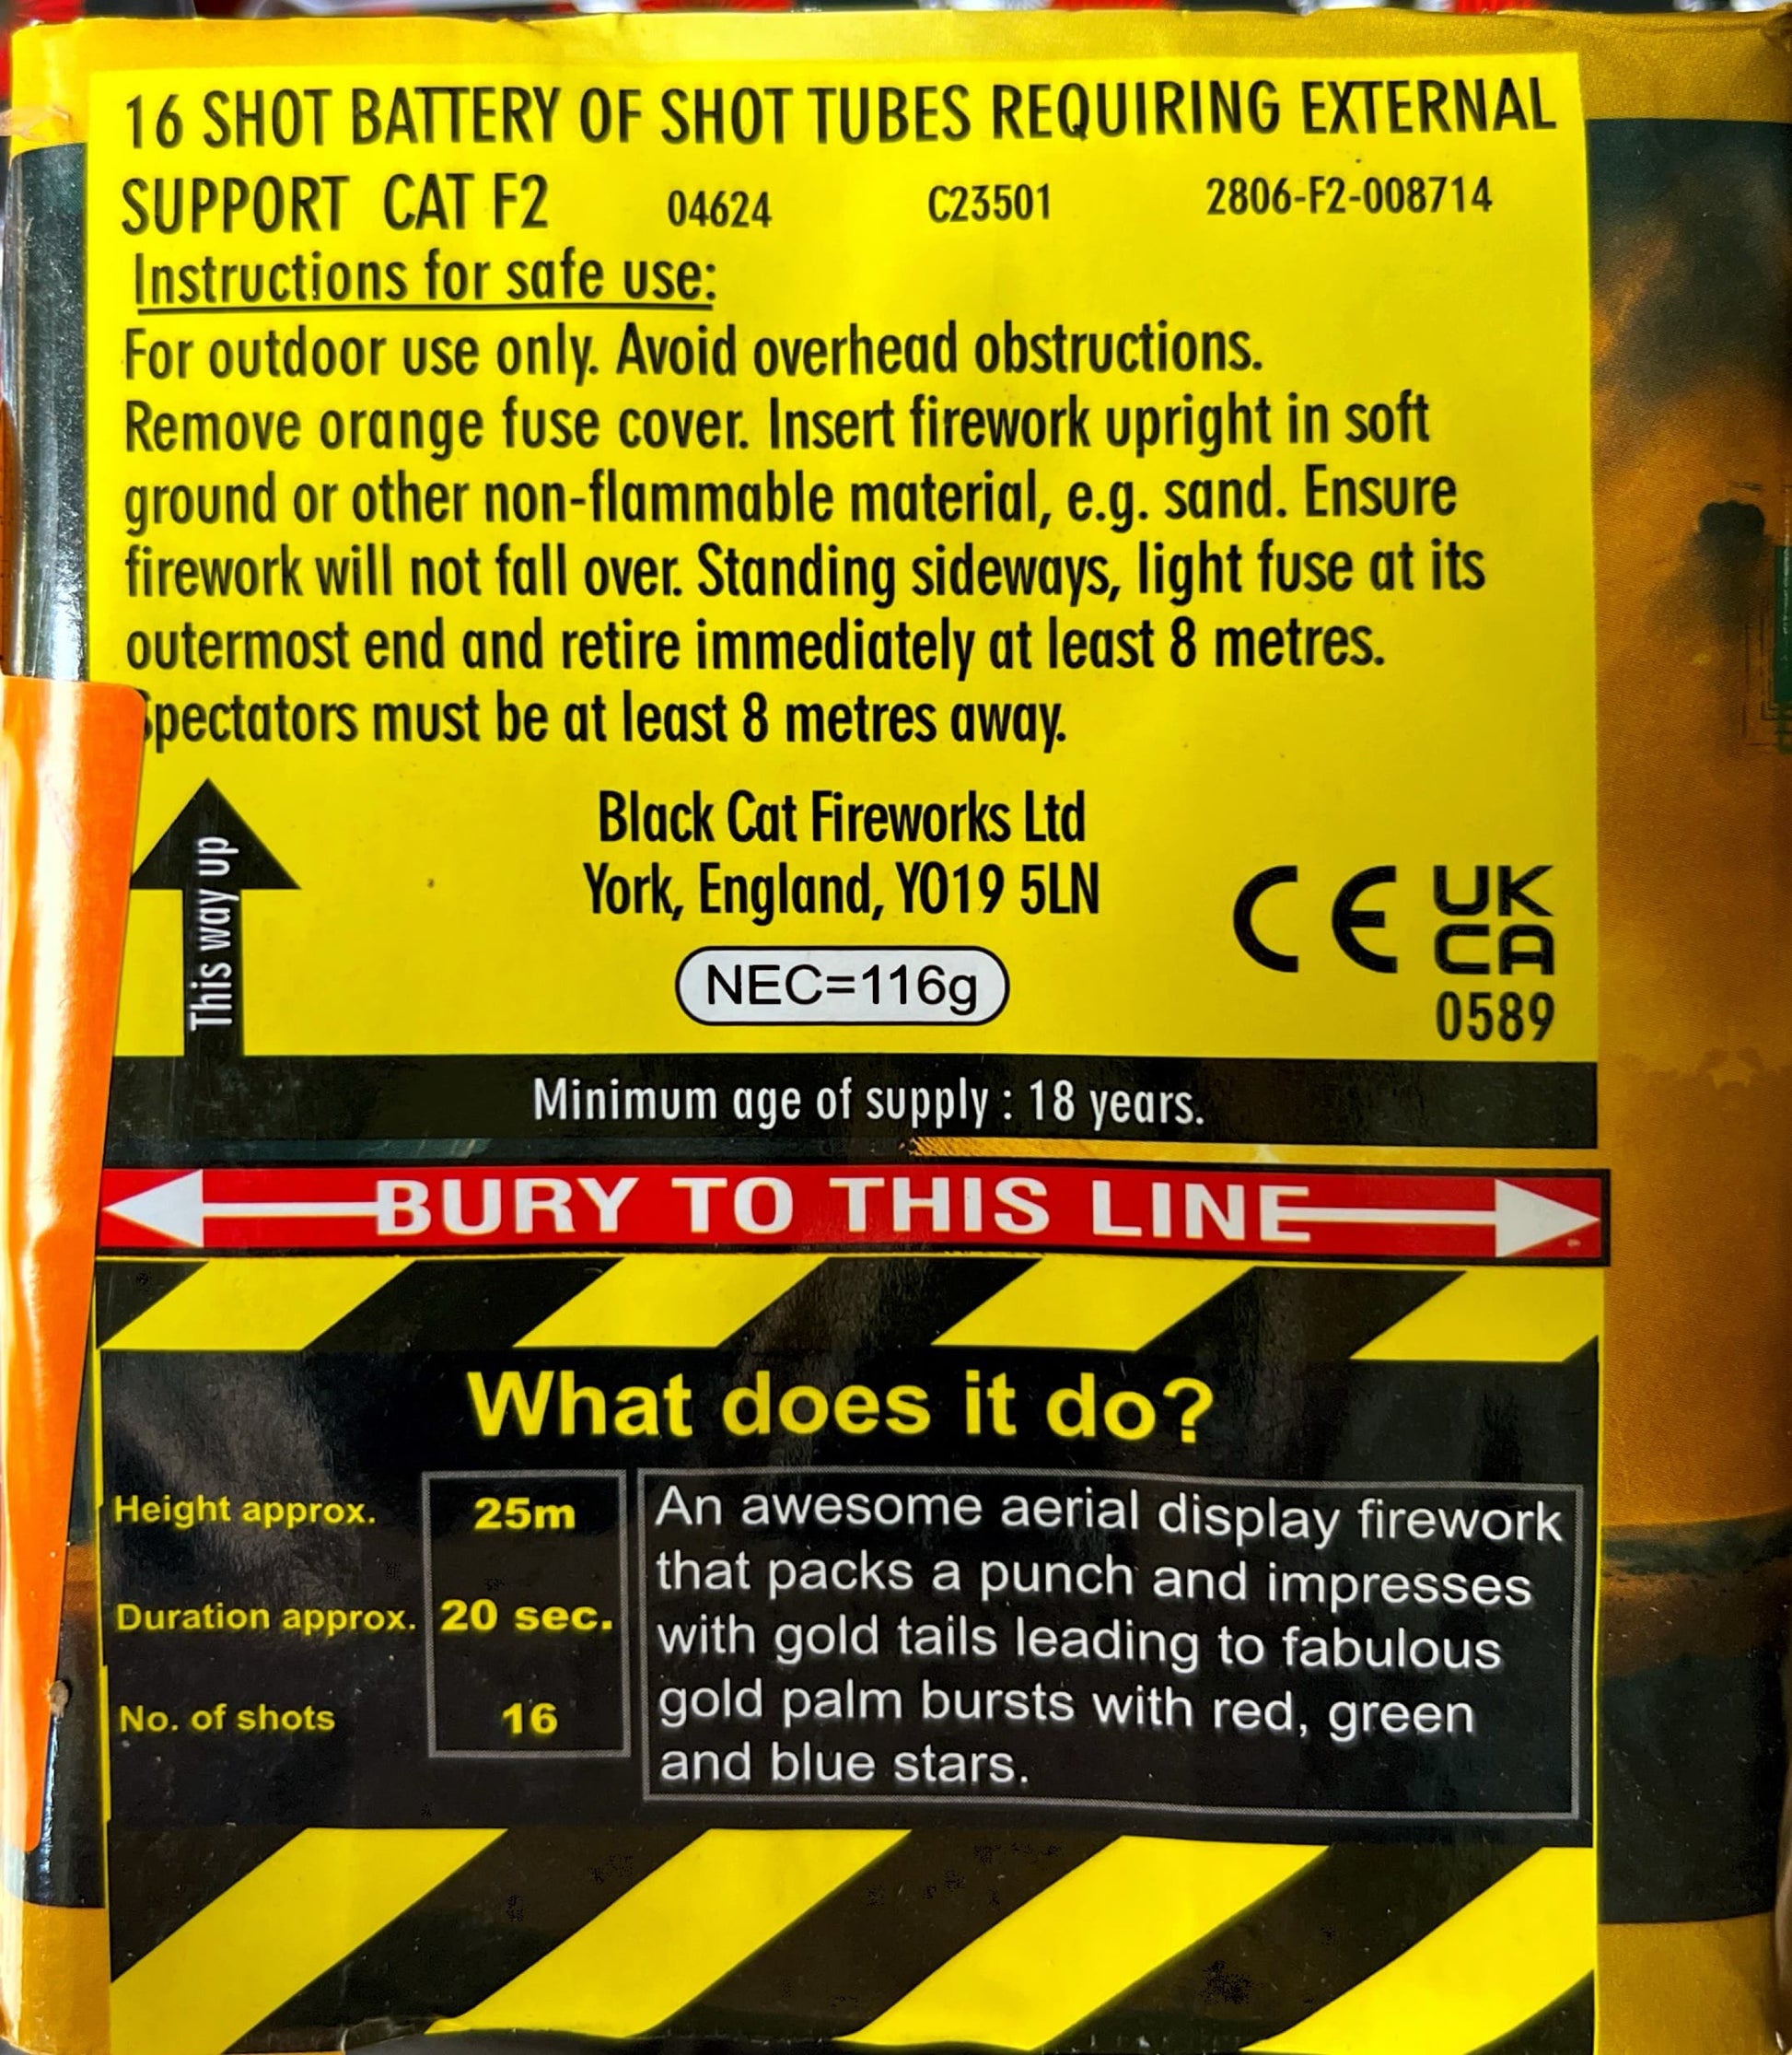 16 SHOT BATTERY OF SHOT TUBES REQUIRING EXTERNAL
SUPPORT CAT F2 04624 C23501 2806-F2-008714
Instructions for safe use:
For outdoor use only. Avoid overhead obstructions.
Remove orange fuse cover. Insert firework upright in soft
ground or other non-flammable material, e.g. sand. Ensure
firework will not fall over. Standing sideways, light fuse at its
outermost end and retire immediately at least 8 metres.
Spectators must be at least 8 metres away.
This way up
Black Cat Fireworks Ltd
York, England, YO19 5LN
NEC=116g
CE UK
CA
0589
Minimum age of supply : 18 years.
BURY TO THIS LINE
What does it do?
Height approx. 25m
Duration approx. 20 sec.
No. of shots 16
An awesome aerial display firework
that packs a punch and impresses
with gold tails leading to fabulous
gold palm bursts with red, green
and blue stars.